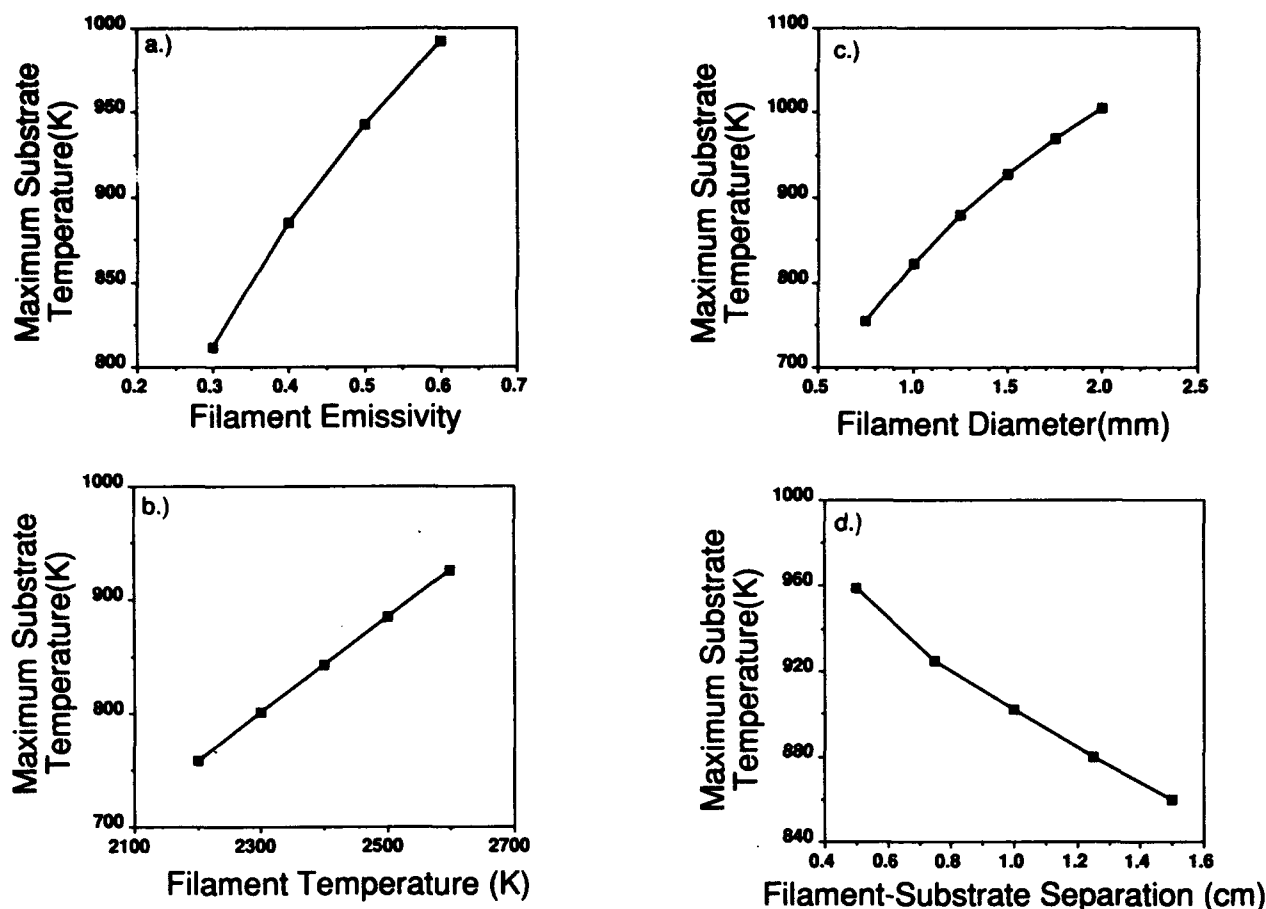 a.)
Maximum Substrate
Temperature(K)
1000
950
900
850
800
0.2 0.3 0.4 0.5 0.6 0.7
Filament Emissivity
c.)
Maximum Substrate
Temperature(K)
1100
1000
900
800
700
0.5 1.0 1.5 2.0 2.5
Filament Diameter(mm)
b.)
Maximum Substrate
Temperature(K)
1000
900
800
700
2100 2300 2500 2700
Filament Temperature (K)
d.)
Maximum Substrate
Temperature(K)
1000
960
920
880
840
0.4 0.6 0.8 1.0 1.2 1.4 1.6
Filament-Substrate Separation (cm)